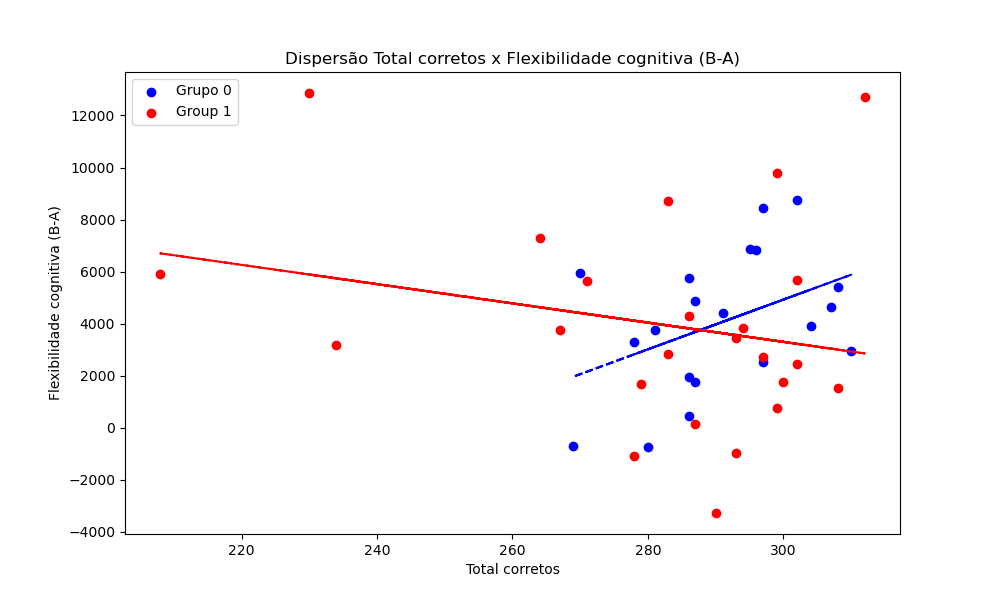 Dispersão Total corretos x Flexibilidade cognitiva (B-A)
Grupo 0
Group 1
Flexibilidade cognitiva (B-A)
12000
10000
8000
6000
4000
2000
0
−2000
−4000
220 240 260 280 300
Total corretos